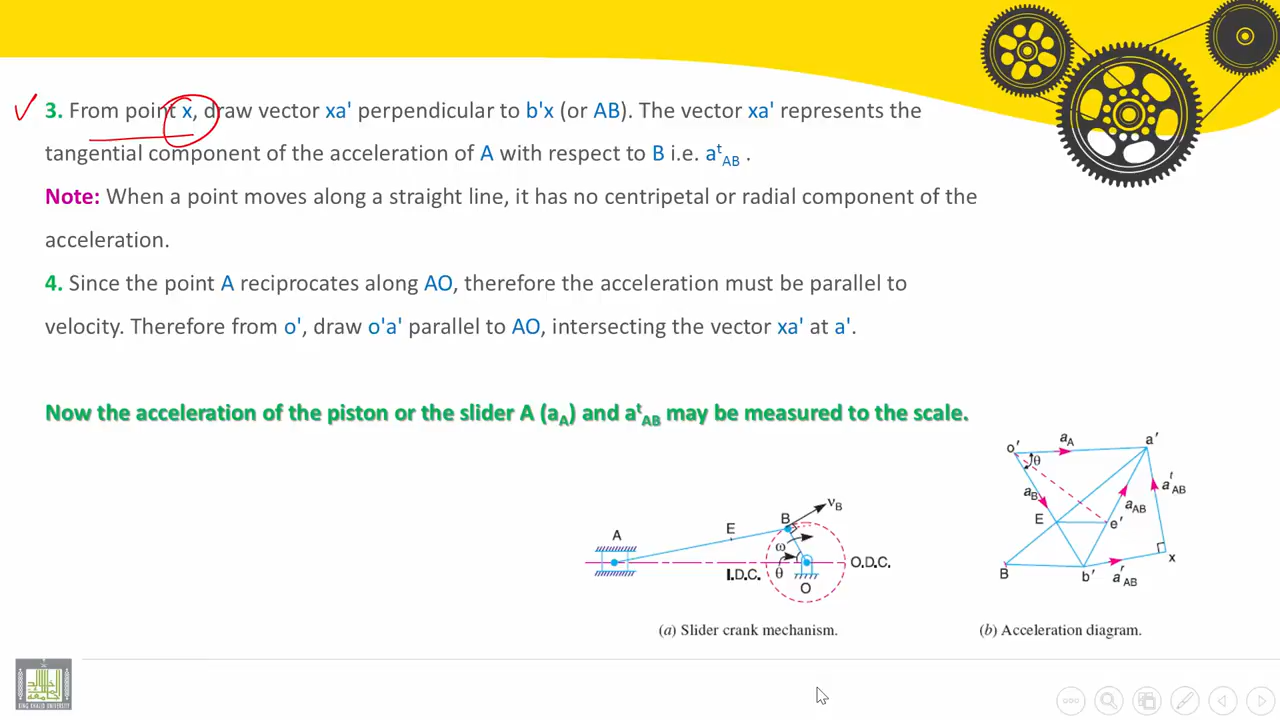 3. From point x, draw vector xa' perpendicular to b'x (or AB). The vector xa' represents the
tangential component of the acceleration of A with respect to B i.e. aᵗAB .
Note: When a point moves along a straight line, it has no centripetal or radial component of the
acceleration.
4. Since the point A reciprocates along AO, therefore the acceleration must be parallel to
velocity. Therefore from o', draw o'a' parallel to AO, intersecting the vector xa' at a'.
Now the acceleration of the piston or the slider A (aA) and aᵗAB may be measured to the scale.
A
E
B
vB
ω
θ
I.D.C.
O.D.C.
O
(a) Slider crank mechanism.
o'
aA
a'
θ
aB
aAB
aᵗAB
E
e'
B
b'
aʳAB
x
(b) Acceleration diagram.
KING KHALID UNIVERSITY